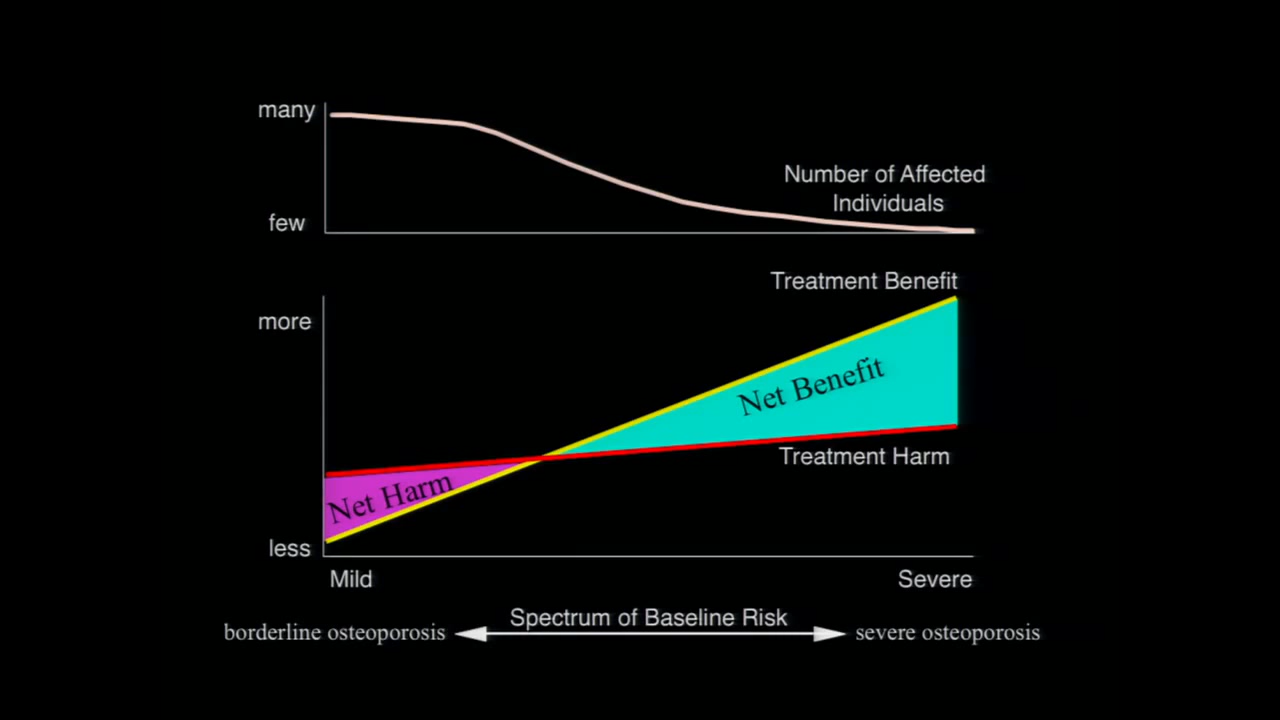 many
Number of Affected
Individuals
few
Treatment Benefit
more
Net Benefit
Treatment Harm
Net Harm
less
Mild
Severe
Spectrum of Baseline Risk
borderline osteoporosis
severe osteoporosis